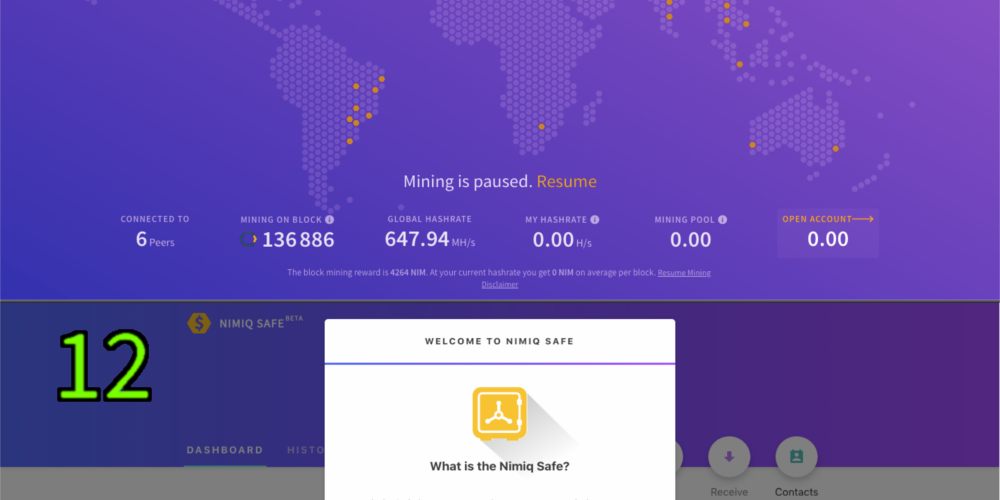 Mining is paused. Resume
CONNECTED TO
6 Peers
MINING ON BLOCK
136 886
GLOBAL HASHRATE
647.94 MH/s
MY HASHRATE
0.00 H/s
MINING POOL
0.00
OPEN ACCOUNT
0.00
The block mining reward is 4264 NIM. At your current hashrate you get 0 NIM on average per block. Resume Mining
Disclaimer
12
NIMIQ SAFE BETA
WELCOME TO NIMIQ SAFE
What is the Nimiq Safe?
DASHBOARD HISTO
Receive
Contacts